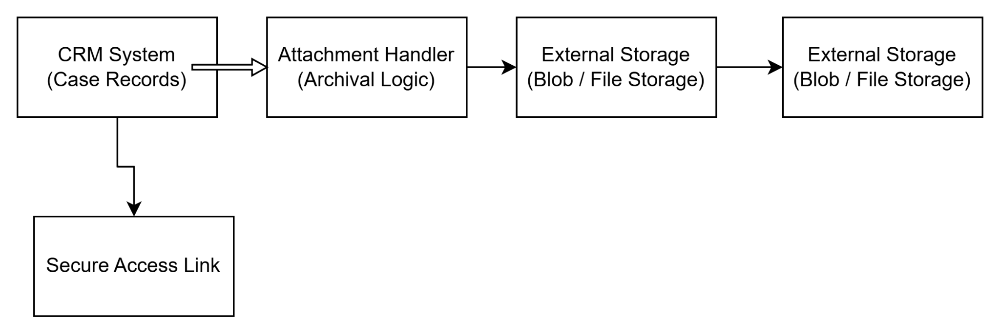 CRM System
(Case Records)
Attachment Handler
(Archival Logic)
External Storage
(Blob / File Storage)
External Storage
(Blob / File Storage)
Secure Access Link